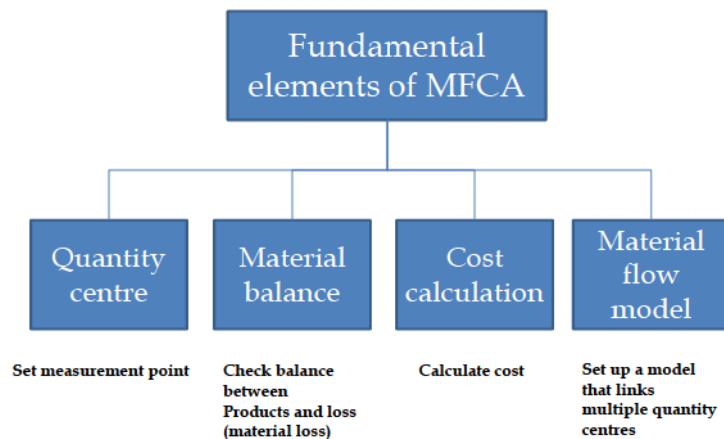 Fundamental
elements of MFCA
Quantity
centre
Material
balance
Cost
calculation
Material
flow
model
Set measurement point
Check balance
between
Products and loss
(material loss)
Calculate cost
Set up a model
that links
multiple quantity
centres